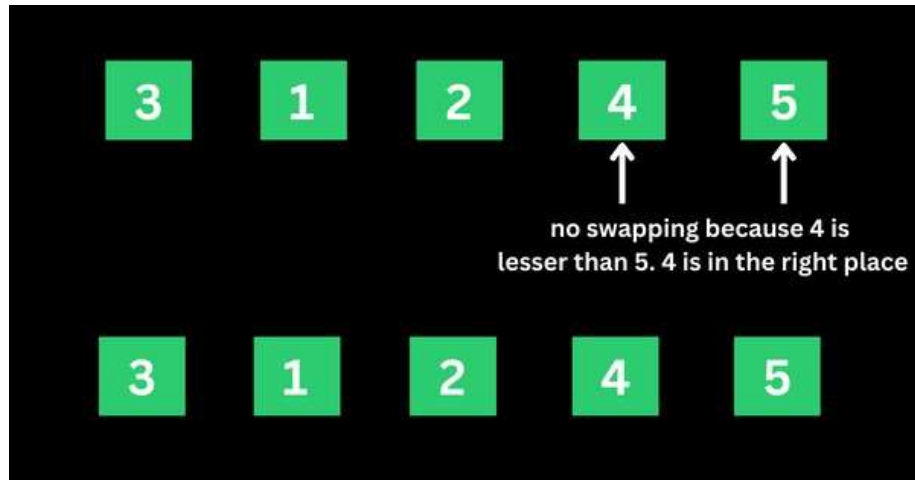 3 1 2 4 5
no swapping because 4 is
lesser than 5. 4 is in the right place
3 1 2 4 5